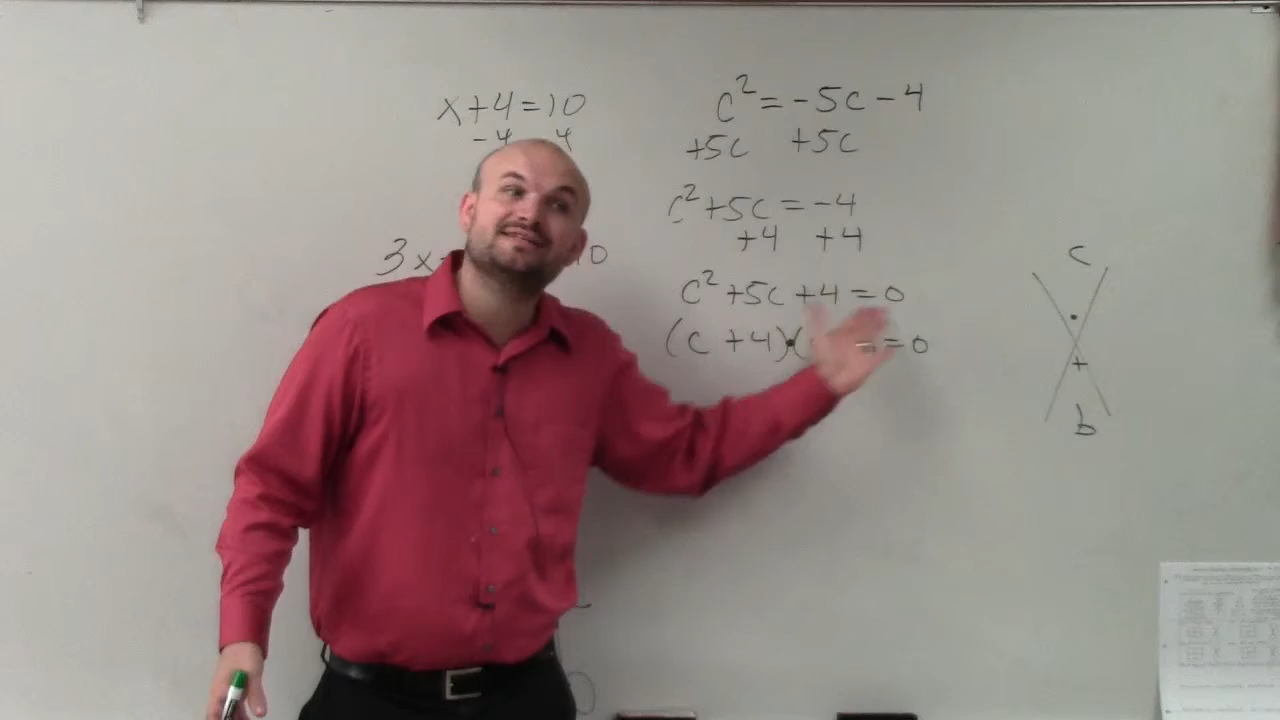 x+4=10
-4 4
3x
0
c²=-5c-4
+5c +5c
c²+5c=-4
+4 +4
c²+5c+4=0
(c+4)•( =0
c
•
+
b